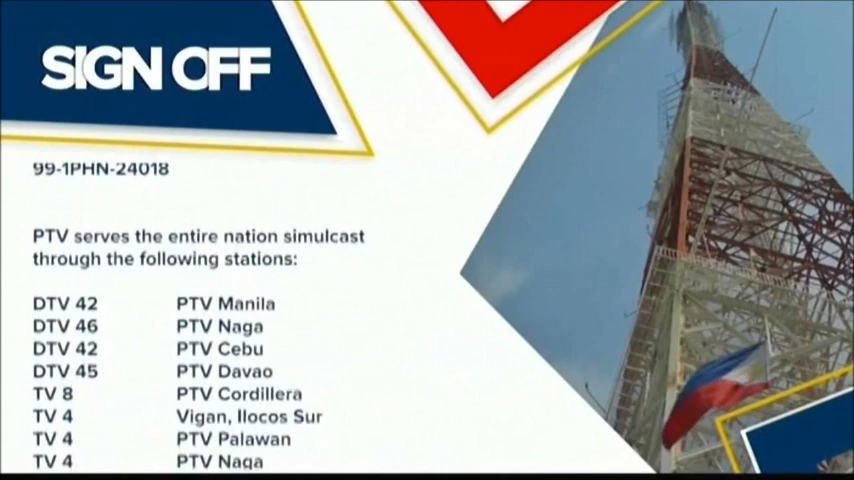 SIGN OFF
99-1PHN-24018
PTV serves the entire nation simulcast
through the following stations:
DTV 42 PTV Manila
DTV 46 PTV Naga
DTV 42 PTV Cebu
DTV 45 PTV Davao
TV 8 PTV Cordillera
TV 4 Vigan, Ilocos Sur
TV 4 PTV Palawan
TV 4 PTV Naga